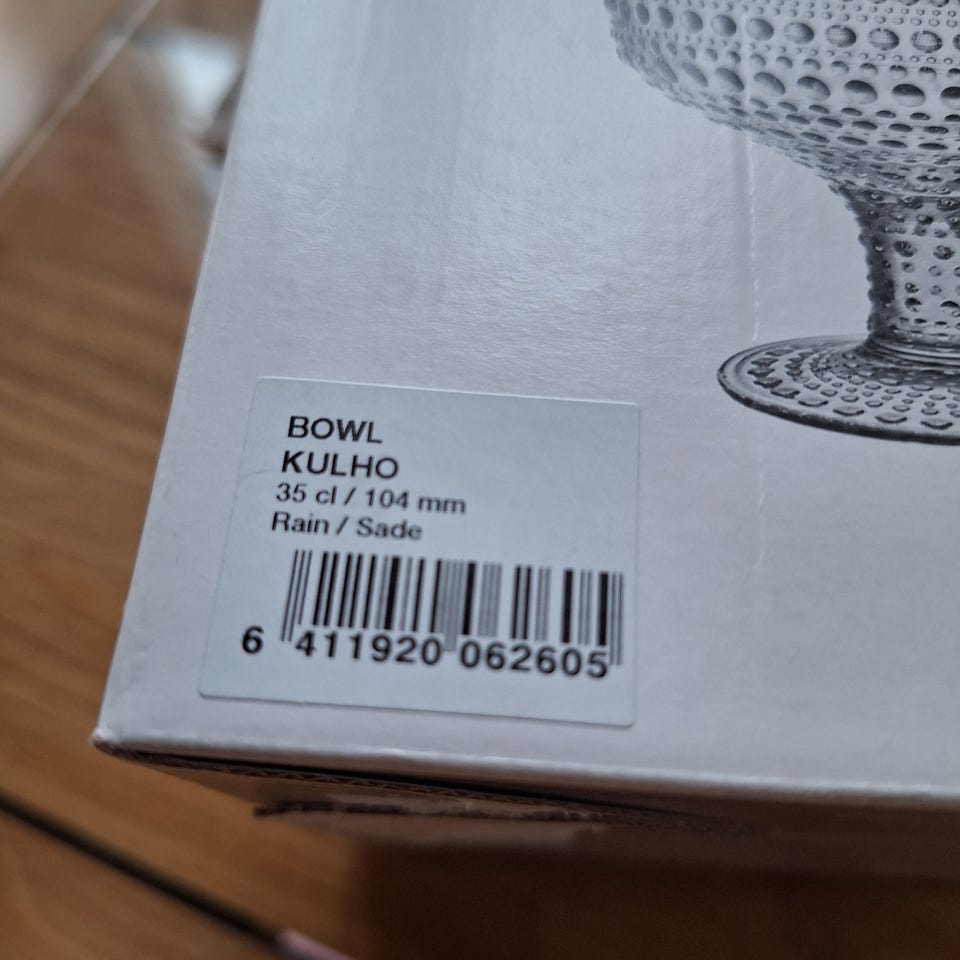 BOWL
KULHO
35 cl / 104 mm
Rain / Sade
6 411920 062605